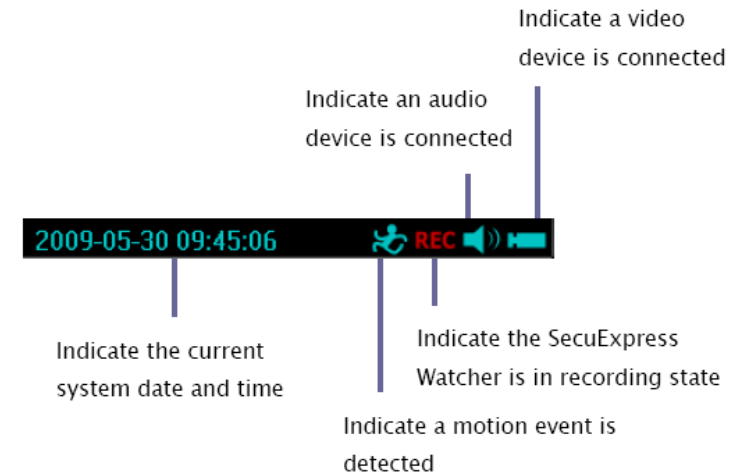 Indicate a video
device is connected
Indicate an audio
device is connected
2009-05-30 09:45:06 REC
Indicate the current
system date and time
Indicate the SecuExpress
Watcher is in recording state
Indicate a motion event is
detected